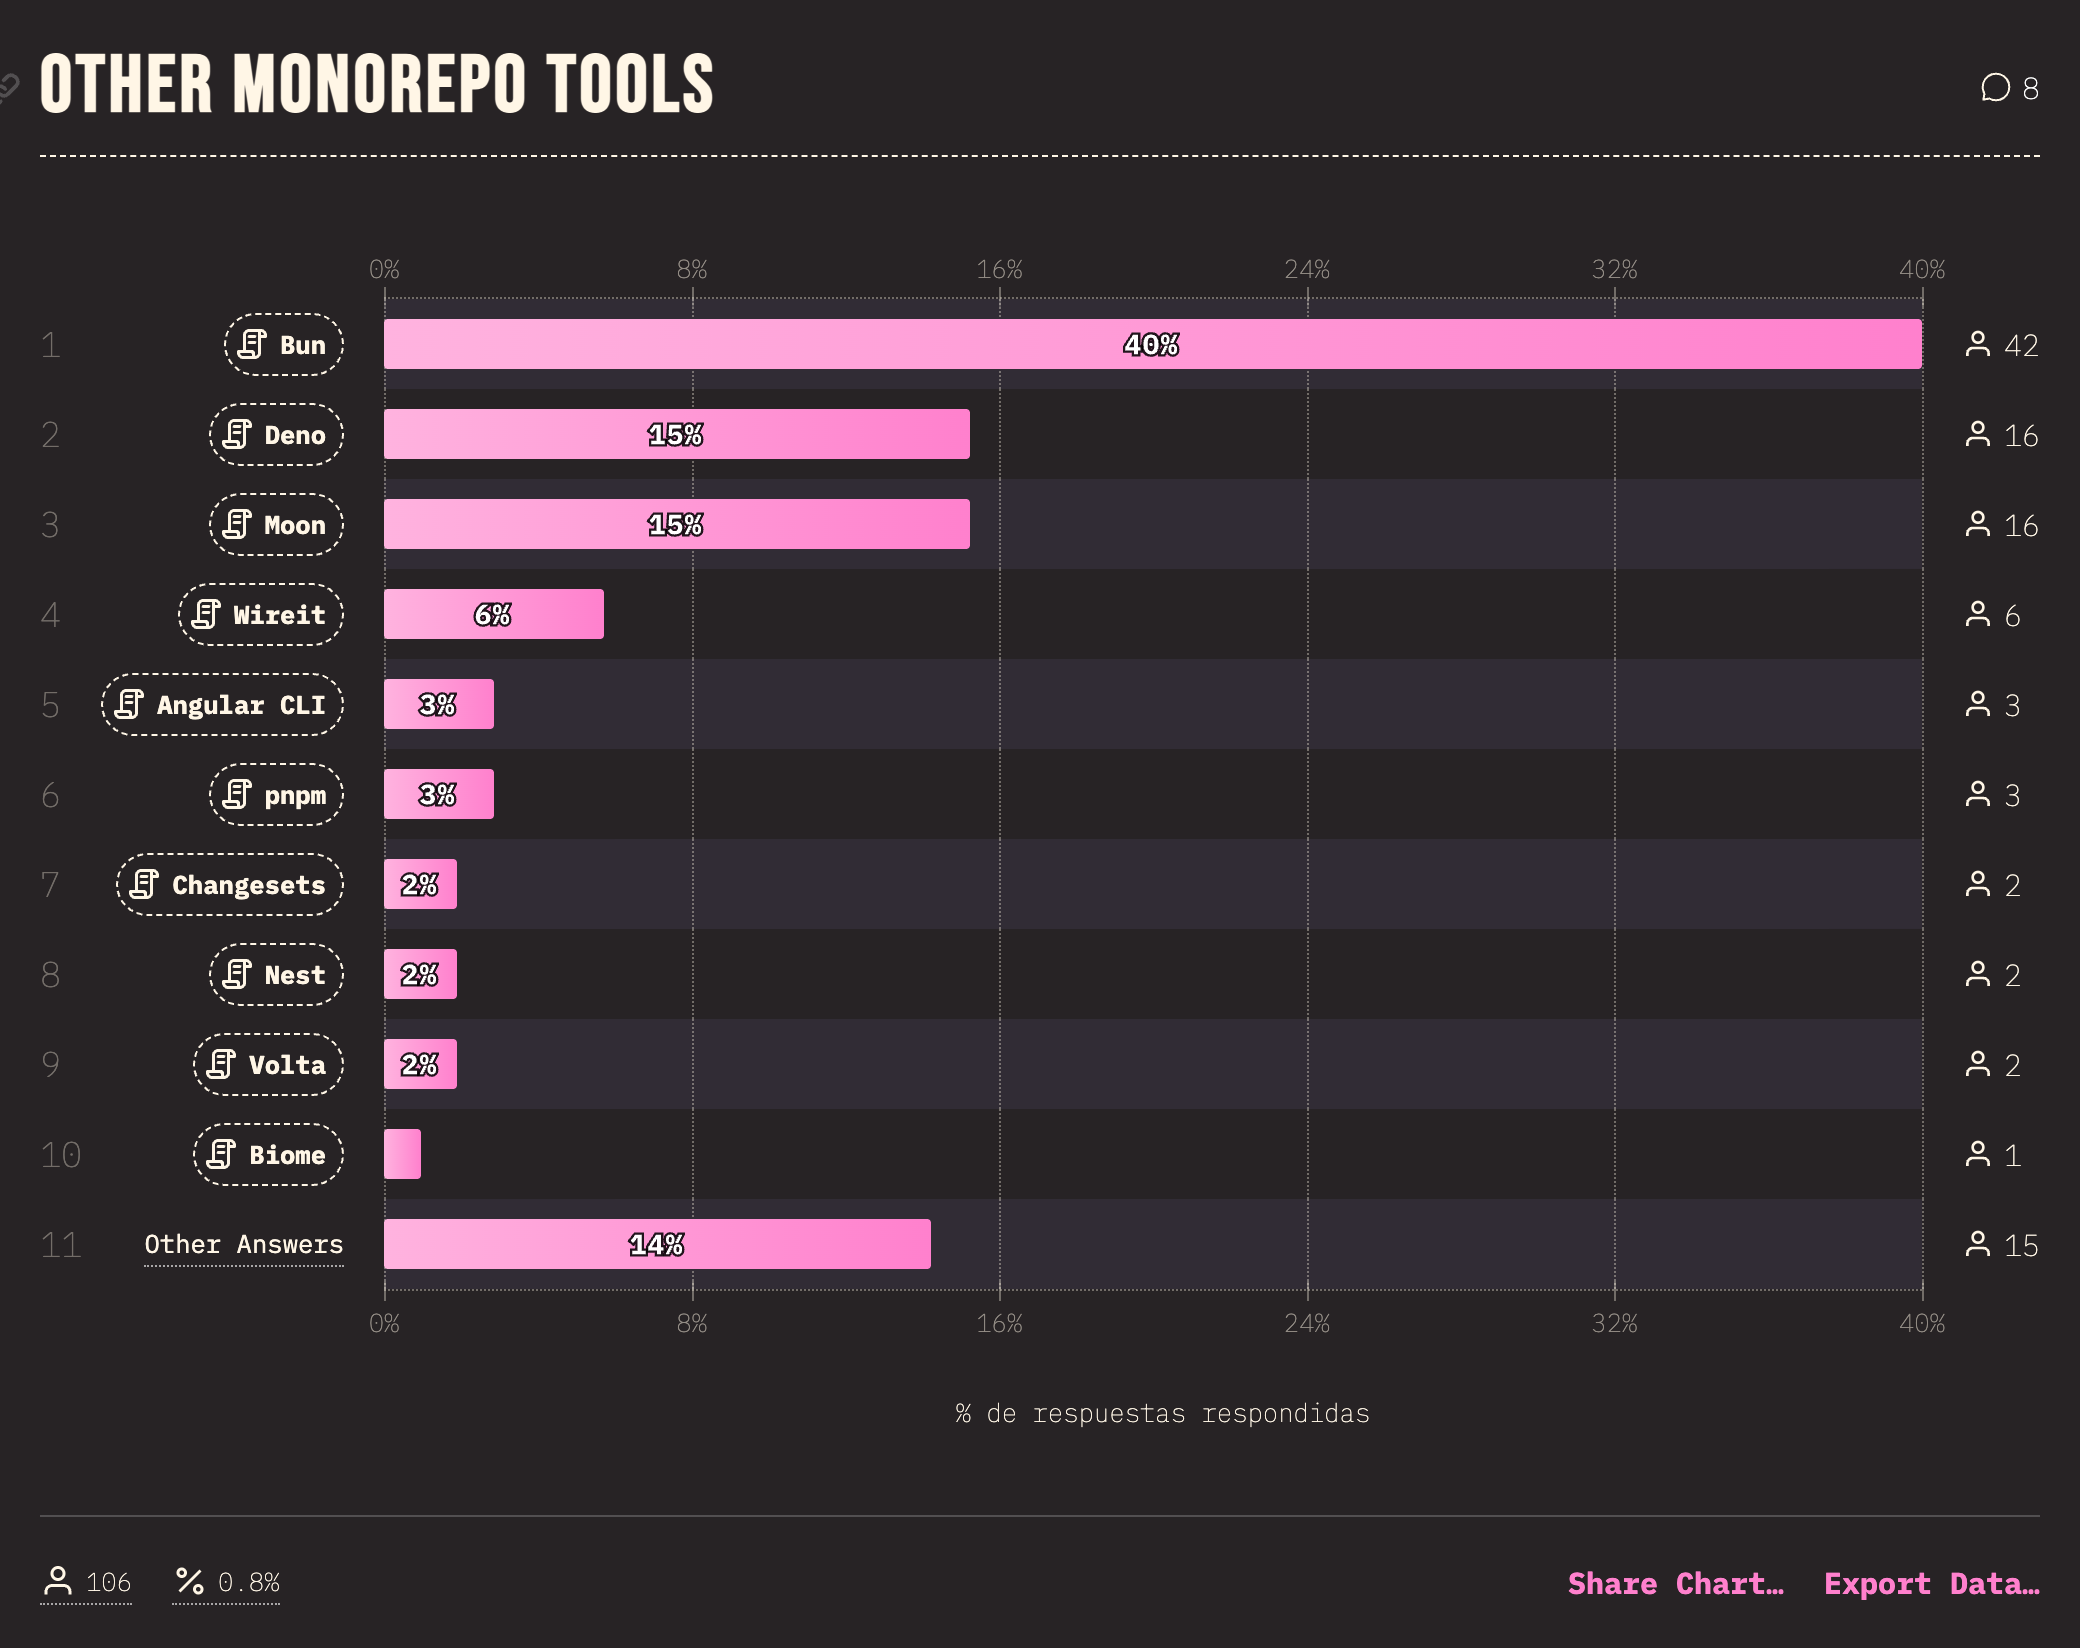 OTHER MONOREPO TOOLS
8
0% 8% 16% 24% 32% 40%
1 Bun 40% 42
2 Deno 15% 16
3 Moon 15% 16
4 Wireit 6% 6
5 Angular CLI 3% 3
6 pnpm 3% 3
7 Changesets 2% 2
8 Nest 2% 2
9 Volta 2% 2
10 Biome 1
11 Other Answers 14% 15
0% 8% 16% 24% 32% 40%
% de respuestas respondidas
106 0.8% Share Chart… Export Data…